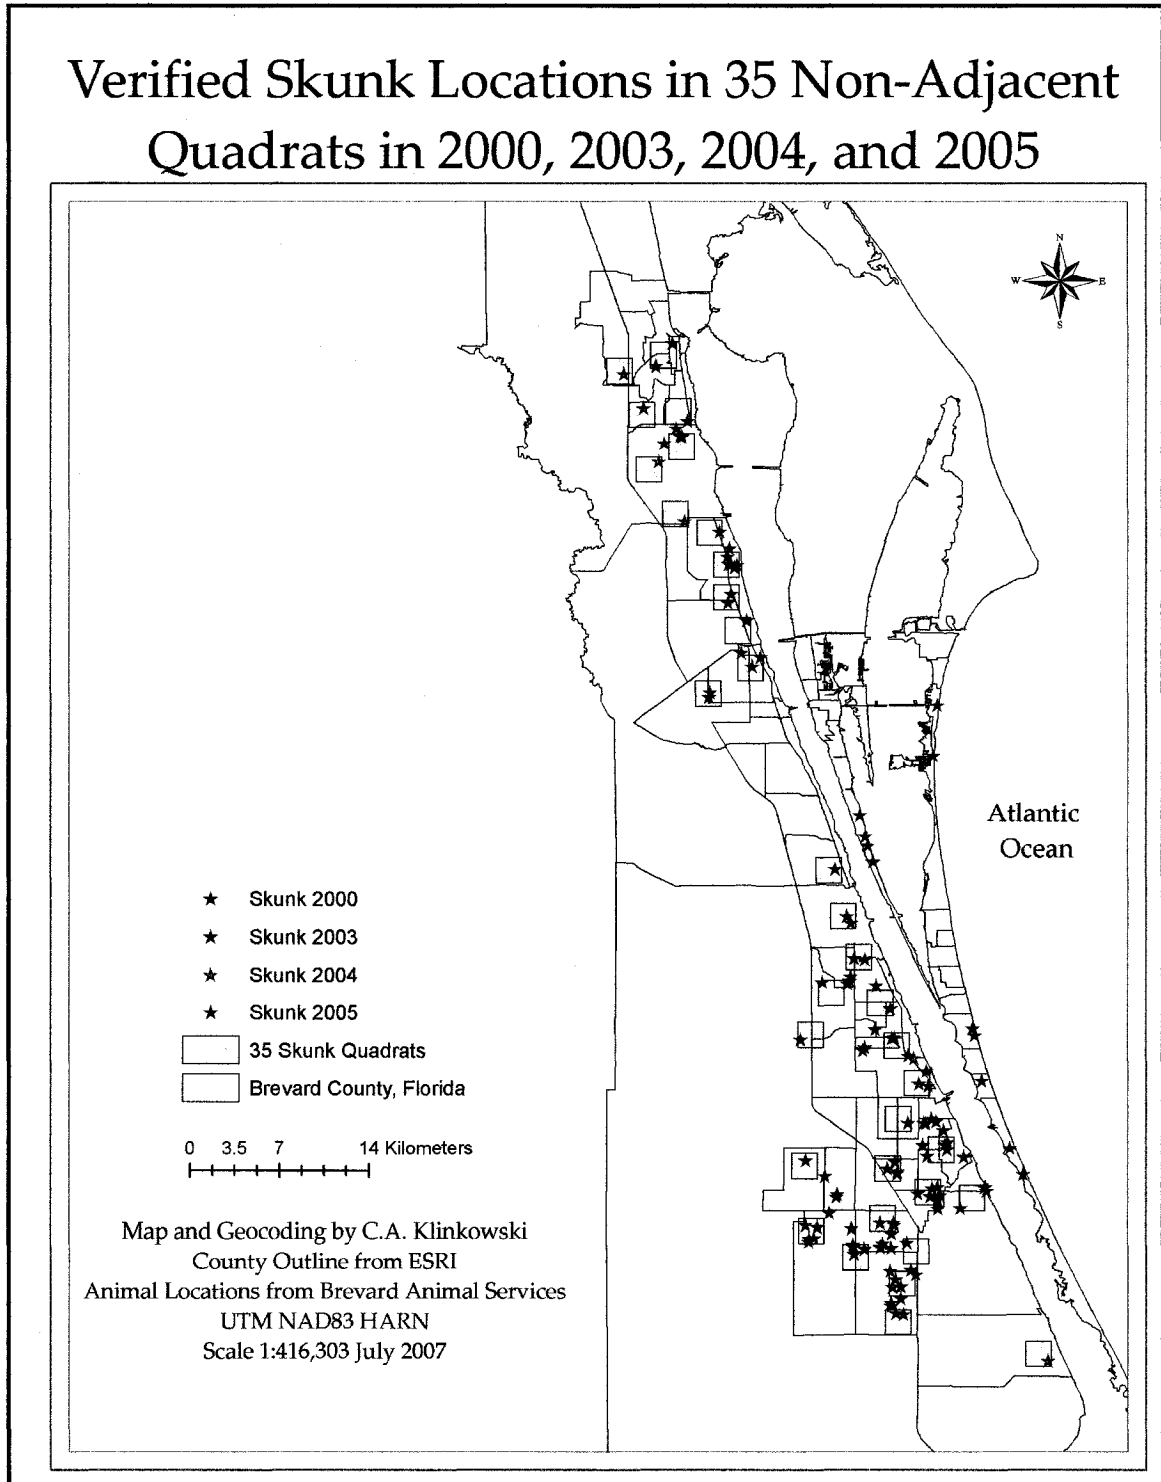 Verified Skunk Locations in 35 Non-Adjacent
Quadrats in 2000, 2003, 2004, and 2005
N
W
E
S
Atlantic
Ocean
Skunk 2000
Skunk 2003
Skunk 2004
Skunk 2005
35 Skunk Quadrats
Brevard County, Florida
0 3.5 7 14 Kilometers
Map and Geocoding by C.A. Klinkowski
County Outline from ESRI
Animal Locations from Brevard Animal Services
UTM NAD83 HARN
Scale 1:416,303 July 2007